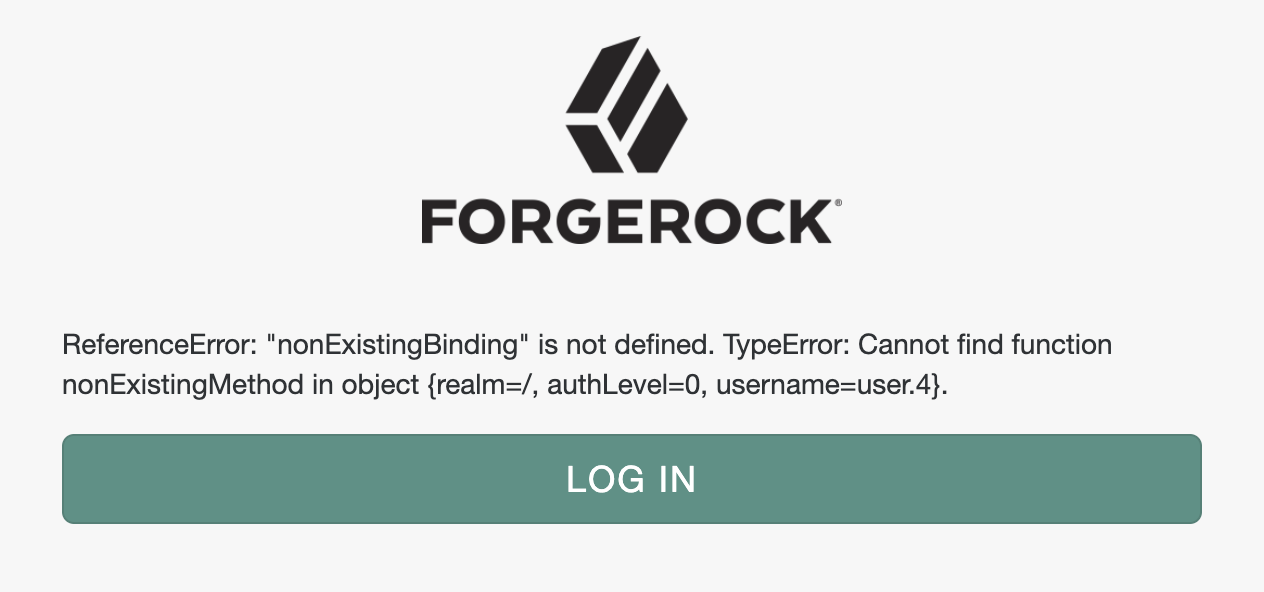 FORGEROCK®
ReferenceError: "nonExistingBinding" is not defined. TypeError: Cannot find function
nonExistingMethod in object {realm=/, authLevel=0, username=user.4}.
LOG IN